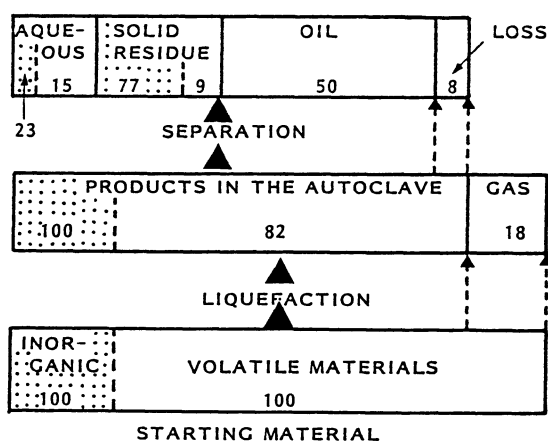 AQUE-
OUS
SOLID
RESIDUE
OIL
LOSS
15
77
9
50
8
23
SEPARATION
PRODUCTS IN THE AUTOCLAVE
GAS
100
82
18
LIQUEFACTION
INOR-
GANIC
VOLATILE MATERIALS
100
100
STARTING MATERIAL